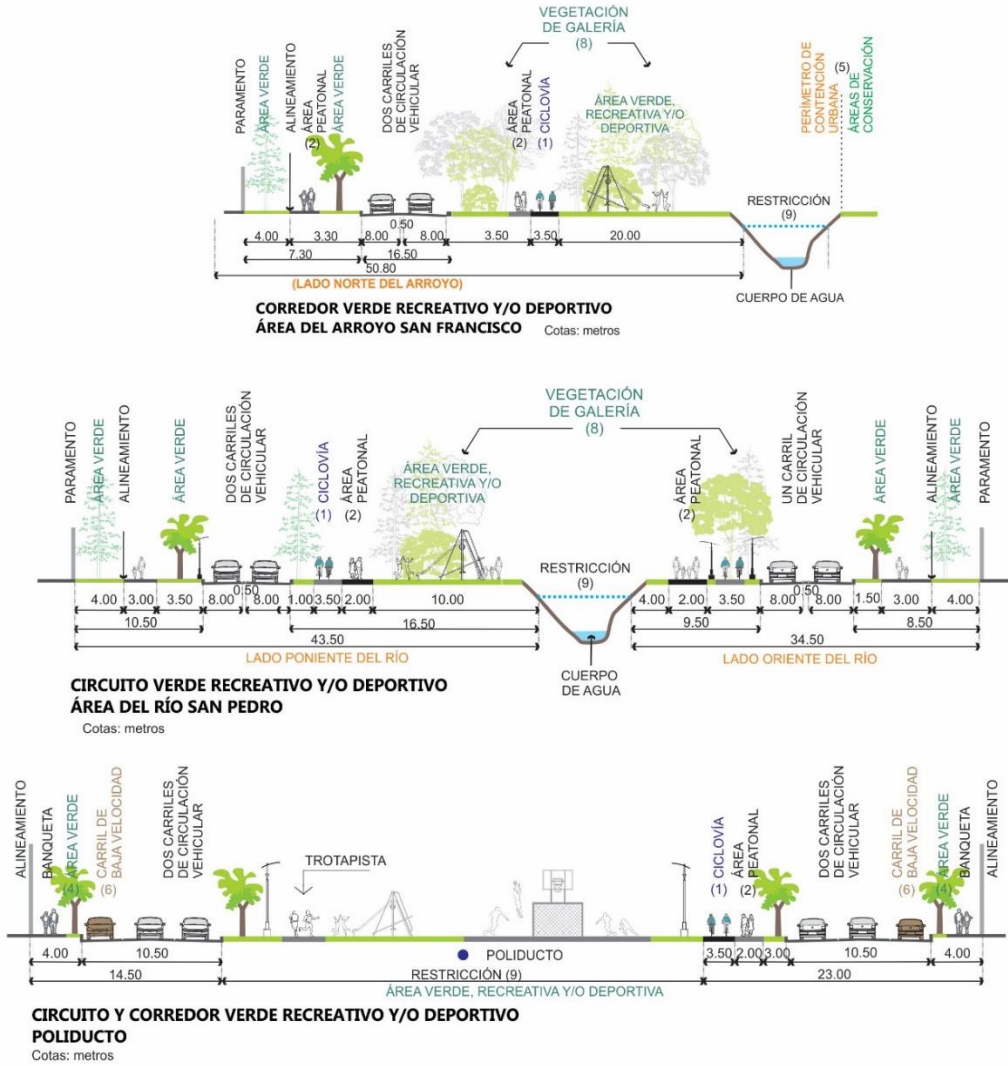 VEGETACIÓN
DE GALERÍA
(8)
PARAMENTO
ÁREA VERDE
ALINEAMIENTO
ÁREA
PEATONAL
(2)
ÁREA VERDE
DOS CARRILES
DE CIRCULACIÓN
VEHICULAR
ÁREA
PEATONAL
(2)
CICLOVÍA
(1)
ÁREA VERDE,
RECREATIVA Y/O
DEPORTIVA
PERÍMETRO DE
CONTENCIÓN
URBANA
(5)
ÁREAS DE
CONSERVACIÓN
RESTRICCIÓN
(9)
0.50
4.00 3.30 8.00 8.00 3.50 3.50 20.00
7.30 16.50
50.80
(LADO NORTE DEL ARROYO)
CUERPO DE AGUA
CORREDOR VERDE RECREATIVO Y/O DEPORTIVO
ÁREA DEL ARROYO SAN FRANCISCO Cotas: metros
VEGETACIÓN
DE GALERÍA
(8)
PARAMENTO
ÁREA VERDE
ALINEAMIENTO
ÁREA VERDE
DOS CARRILES
DE CIRCULACIÓN
VEHICULAR
CICLOVÍA
(1)
ÁREA
PEATONAL
(2)
ÁREA VERDE,
RECREATIVA Y/O
DEPORTIVA
ÁREA
PEATONAL
(2)
UN CARRIL
DE CIRCULACIÓN
VEHICULAR
ÁREA VERDE
ALINEAMIENTO
ÁREA VERDE
PARAMENTO
RESTRICCIÓN
(9)
0.50 0.50
4.00 3.00 3.50 8.00 8.00 1.00 3.50 2.00 10.00 4.00 2.00 3.50 8.00 8.00 1.50 3.00 4.00
10.50 16.50 9.50 8.50
43.50 34.50
LADO PONIENTE DEL RÍO LADO ORIENTE DEL RÍO
CUERPO
DE AGUA
CIRCUITO VERDE RECREATIVO Y/O DEPORTIVO
ÁREA DEL RÍO SAN PEDRO
Cotas: metros
ALINEAMIENTO
BANQUETA
ÁREA VERDE
(4)
CARRIL DE
BAJA VELOCIDAD
(6)
DOS CARRILES
DE CIRCULACIÓN
VEHICULAR
TROTAPISTA
CICLOVÍA
(1)
ÁREA
PEATONAL
(2)
DOS CARRILES
DE CIRCULACIÓN
VEHICULAR
CARRIL DE
BAJA VELOCIDAD
(6)
ÁREA VERDE
(4)
BANQUETA
ALINEAMIENTO
POLIDUCTO
4.00 10.50 3.50 2.00 3.00 10.50 4.00
14.50 RESTRICCIÓN (9) 23.00
ÁREA VERDE, RECREATIVA Y/O DEPORTIVA
CIRCUITO Y CORREDOR VERDE RECREATIVO Y/O DEPORTIVO
POLIDUCTO
Cotas: metros